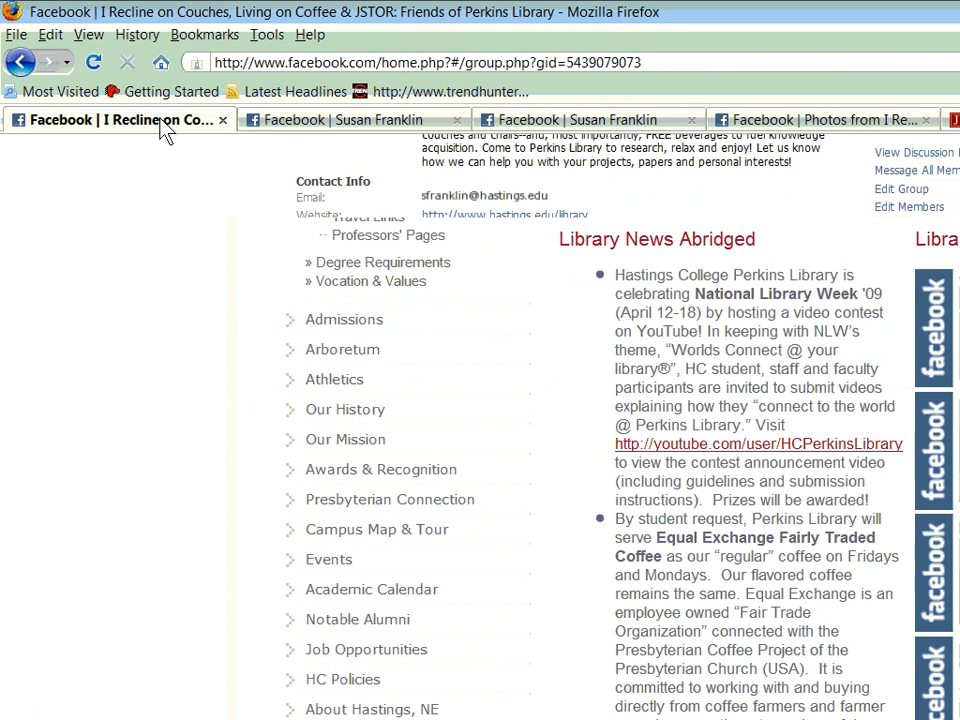 Facebook | I Recline on Couches, Living on Coffee & JSTOR: Friends of Perkins Library - Mozilla Firefox
File Edit View History Bookmarks Tools Help
http://www.facebook.com/home.php?#/group.php?gid=5439079073
Most Visited Getting Started Latest Headlines http://www.trendhunter...
Facebook | I Recline on Co... Facebook | Susan Franklin Facebook | Susan Franklin Facebook | Photos from I Re...
couches and chairs--and, most importantly, FREE beverages to fuel knowledge
acquisition. Come to Perkins Library to research, relax and enjoy! Let us know
how we can help you with your projects, papers and personal interests!
View Discussion
Message All Mem
Edit Group
Edit Members
Contact Info
Email: sfranklin@hastings.edu
Website: http://www.hastings.edu/library
Travel Links
·· Professors' Pages
» Degree Requirements
» Vocation & Values
Admissions
Arboretum
Athletics
Our History
Our Mission
Awards & Recognition
Presbyterian Connection
Campus Map & Tour
Events
Academic Calendar
Notable Alumni
Job Opportunities
HC Policies
About Hastings, NE
Library News Abridged
Hastings College Perkins Library is
celebrating National Library Week '09
(April 12-18) by hosting a video contest
on YouTube! In keeping with NLW's
theme, “Worlds Connect @ your
library®”, HC student, staff and faculty
participants are invited to submit videos
explaining how they “connect to the world
@ Perkins Library.” Visit
http://youtube.com/user/HCPerkinsLibrary
to view the contest announcement video
(including guidelines and submission
instructions). Prizes will be awarded!
By student request, Perkins Library will
serve Equal Exchange Fairly Traded
Coffee as our “regular” coffee on Fridays
and Mondays. Our flavored coffee
remains the same. Equal Exchange is an
employee owned “Fair Trade
Organization” connected with the
Presbyterian Coffee Project of the
Presbyterian Church (USA). It is
committed to working with and buying
directly from coffee farmers and farmer
Libra
facebook
facebook
facebook
facebook